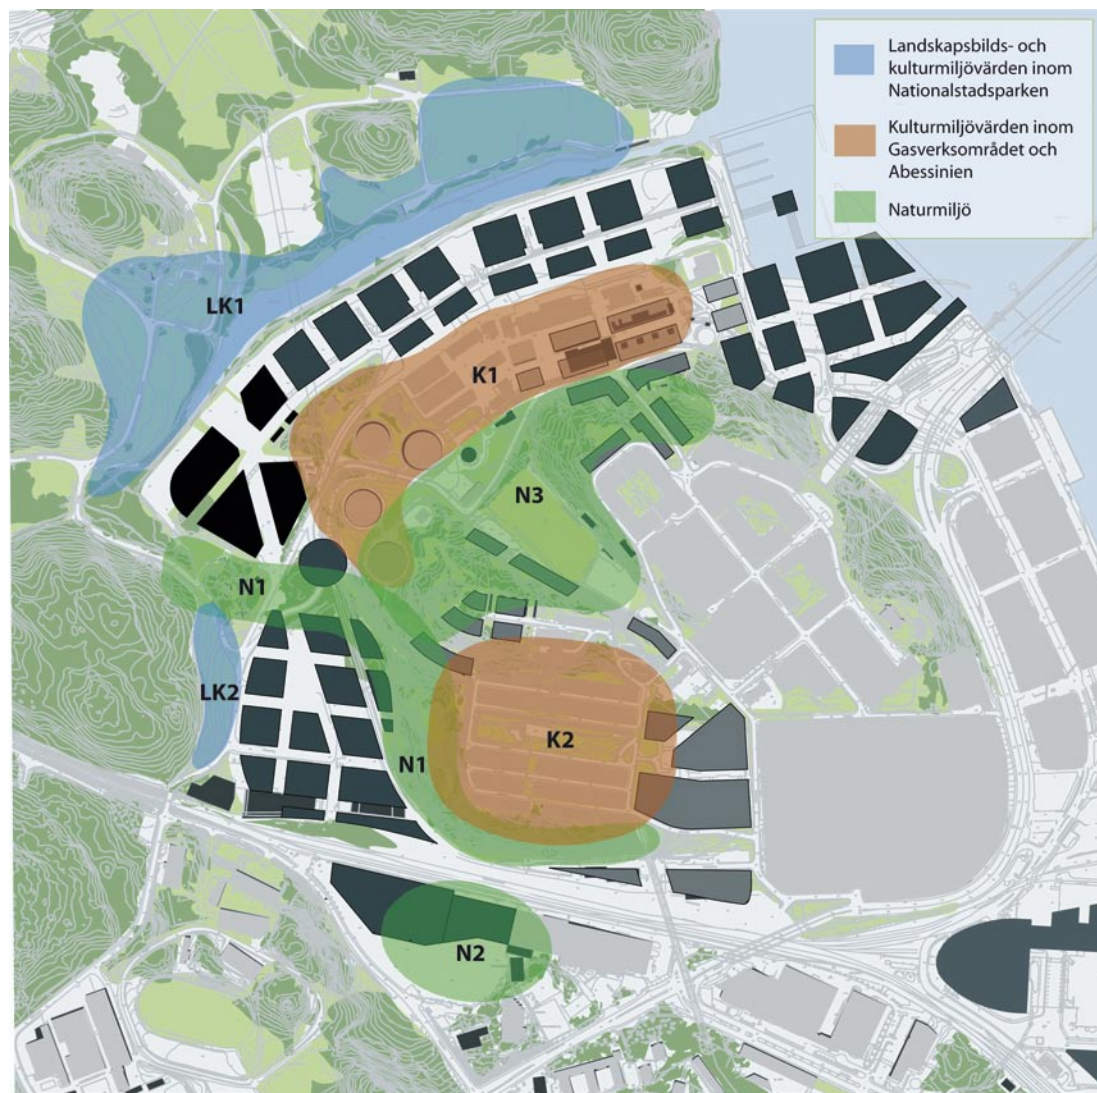 Landskapsbilds- och
kulturmiljövärden inom
Nationalstadsparken
Kulturmiljövärden inom
Gasverksområdet och
Abessinien
Naturmiljö
LK1
K1
N3
N1
LK2
K2
N1
N2